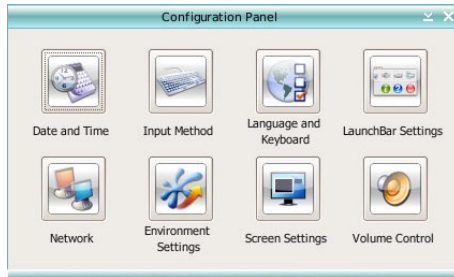 Configuration Panel
Date and Time
Input Method
Language and
Keyboard
LaunchBar Settings
Network
Environment
Settings
Screen Settings
Volume Control